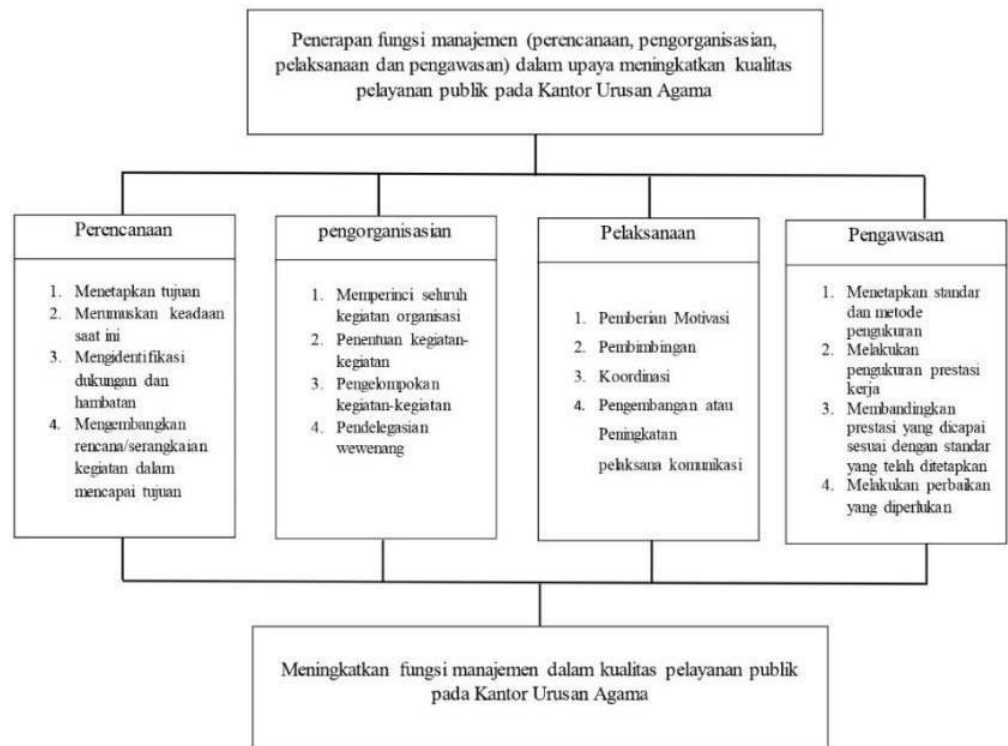 Penerapan fungsi manajemen (perencanaan, pengorganisasian,
pelaksanaan dan pengawasan) dalam upaya meningkatkan kualitas
pelayanan publik pada Kantor Urusan Agama
Perencanaan
1. Menetapkan tujuan
2. Merumuskan keadaan
saat ini
3. Mengidentifikasi
dukungan dan
hambatan
4. Mengembangkan
rencana/serangkaian
kegiatan dalam
mencapai tujuan
pengorganisasian
1. Memperinci seluruh
kegiatan organisasi
2. Penentuan kegiatan-
kegiatan
3. Pengelompokan
kegiatan-kegiatan
4. Pendelegasian
wewenang
Pelaksanaan
1. Pemberian Motivasi
2. Pembimbingan
3. Koordinasi
4. Pengembangan atau
Peningkatan
pelaksana komunikasi
Pengawasan
1. Menetapkan standar
dan metode
pengukuran
2. Melakukan
pengukuran prestasi
kerja
3. Membandingkan
prestasi yang dicapai
sesuai dengan standar
yang telah ditetapkan
4. Melakukan perbaikan
yang diperlukan
Meningkatkan fungsi manajemen dalam kualitas pelayanan publik
pada Kantor Urusan Agama